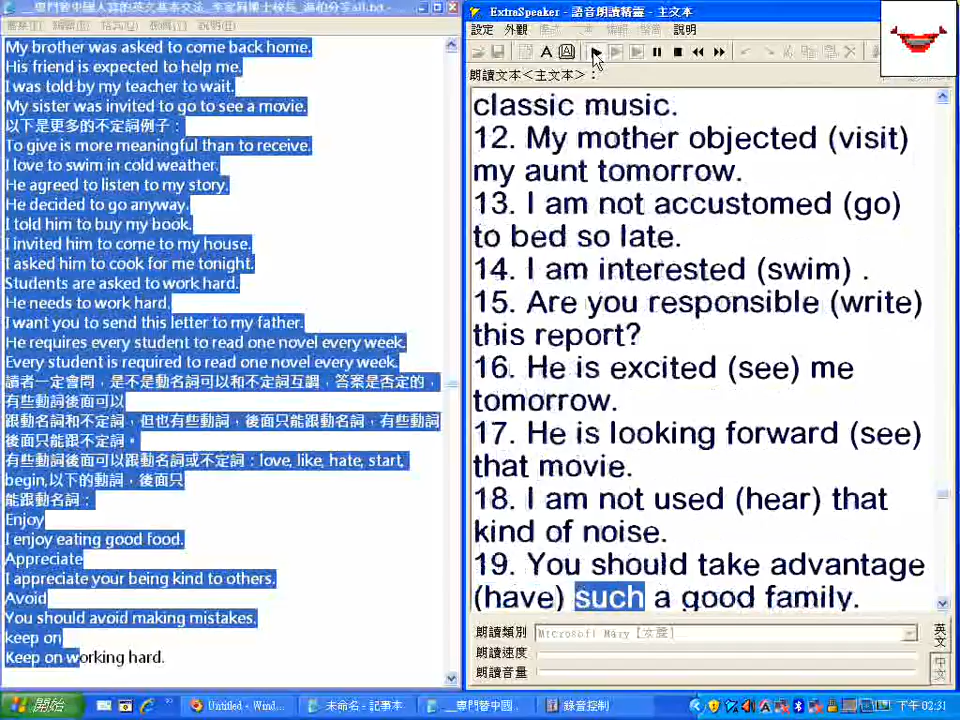 My brother was asked to come back home.
His friend is expected to help me.
I was told by my teacher to wait.
My sister was invited to go to see a movie.
以下是更多的不定詞例子：
To give is more meaningful than to receive.
I love to swim in cold weather.
He agreed to listen to my story.
He decided to go anyway.
I told him to buy my book.
I invited him to come to my house.
I asked him to cook for me tonight.
Students are asked to work hard.
He needs to work hard.
I want you to send this letter to my father.
He requires every student to read one novel every week.
Every student is required to read one novel every week.
讀者一定會問，是不是動名詞可以和不定詞互調，答案是否定的，
有些動詞後面可以
跟動名詞和不定詞，但也有些動詞，後面只能跟動名詞，有些動詞
後面只能跟不定詞。
有些動詞後面可以跟動名詞或不定詞：love, like, hate, start,
begin,以下的動詞，後面只
能跟動名詞：
Enjoy
I enjoy eating good food.
Appreciate
I appreciate your being kind to others.
Avoid
You should avoid making mistakes.
keep on
Keep on working hard.
ExtraSpeaker - 語音朗讀精靈 - 主文本
設定 外觀 說明
朗讀文本<主文本>：
classic music.
12. My mother objected (visit)
my aunt tomorrow.
13. I am not accustomed (go)
to bed so late.
14. I am interested (swim) .
15. Are you responsible (write)
this report?
16. He is excited (see) me
tomorrow.
17. He is looking forward (see)
that movie.
18. I am not used (hear) that
kind of noise.
19. You should take advantage
(have) such a good family.
朗讀類別 Microsoft Mary【女聲】
朗讀速度
朗讀音量
英文
中文
開始 Untitled - Wind... 未命名 - 記事本 __專門替中國... 錄音控制 下午 02:31